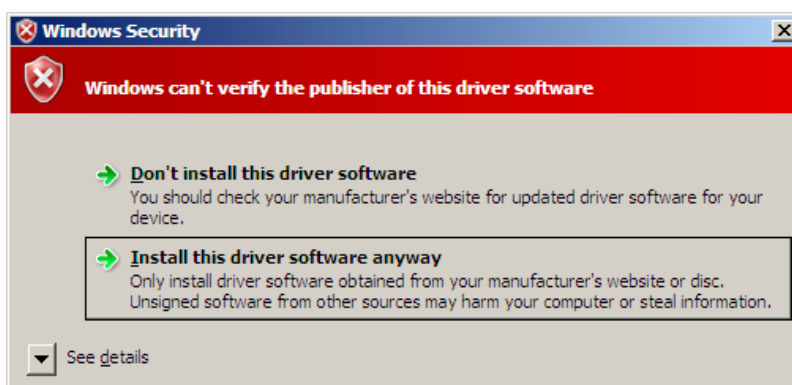 Windows Security
Windows can't verify the publisher of this driver software
Don't install this driver software
You should check your manufacturer's website for updated driver software for your
device.
Install this driver software anyway
Only install driver software obtained from your manufacturer's website or disc.
Unsigned software from other sources may harm your computer or steal information.
See details